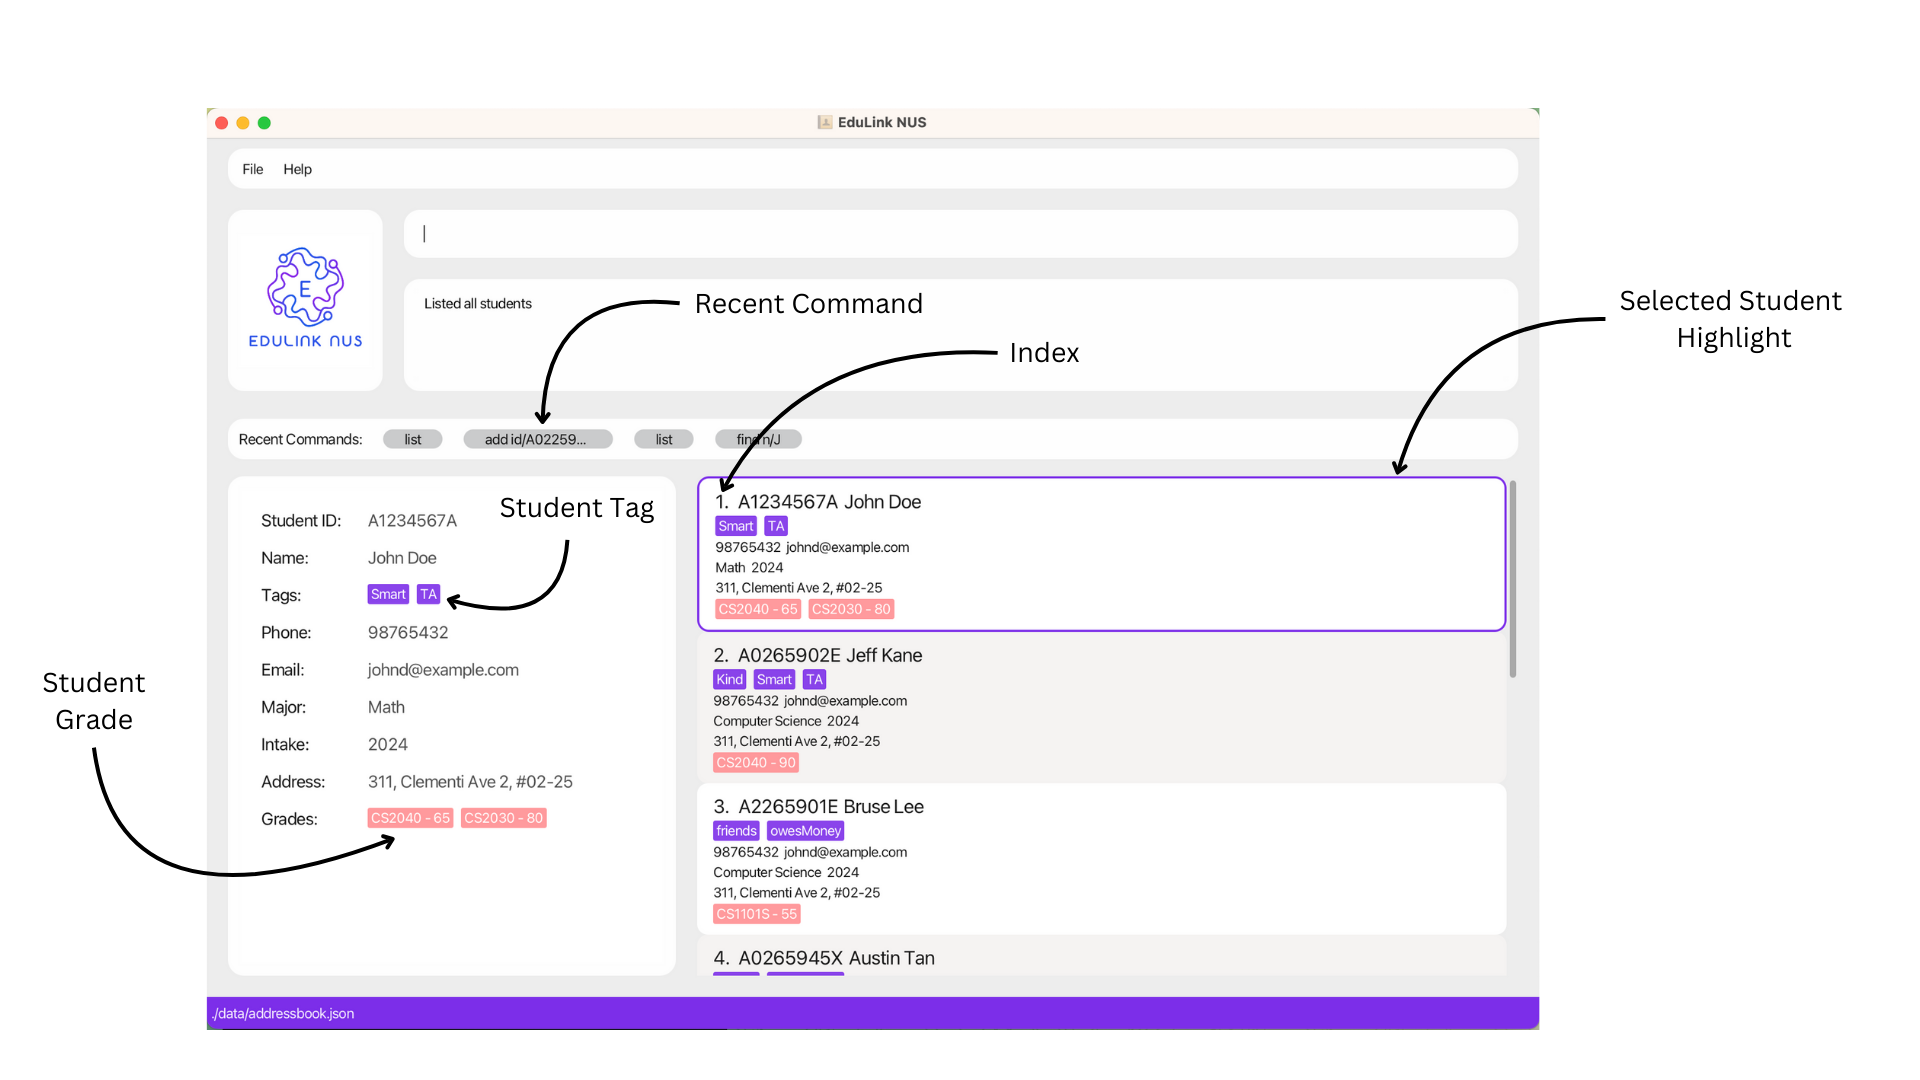 EduLink NUS
File Help
E
EDULINK NUS
Listed all students
Recent Command
Index
Selected Student
Highlight
Recent Commands: list add id/A02259... list find n/J
Student Tag
Student ID: A1234567A
Name: John Doe
Tags: Smart TA
Phone: 98765432
Email: johnd@example.com
Major: Math
Intake: 2024
Address: 311, Clementi Ave 2, #02-25
Grades: CS2040 - 65 CS2030 - 80
Student
Grade
1. A1234567A John Doe
Smart TA
98765432 johnd@example.com
Math 2024
311, Clementi Ave 2, #02-25
CS2040 - 65 CS2030 - 80
2. A0265902E Jeff Kane
Kind Smart TA
98765432 johnd@example.com
Computer Science 2024
311, Clementi Ave 2, #02-25
CS2040 - 90
3. A2265901E Bruse Lee
friends owesMoney
98765432 johnd@example.com
Computer Science 2024
311, Clementi Ave 2, #02-25
CS1101S - 55
4. A0265945X Austin Tan
./data/addressbook.json